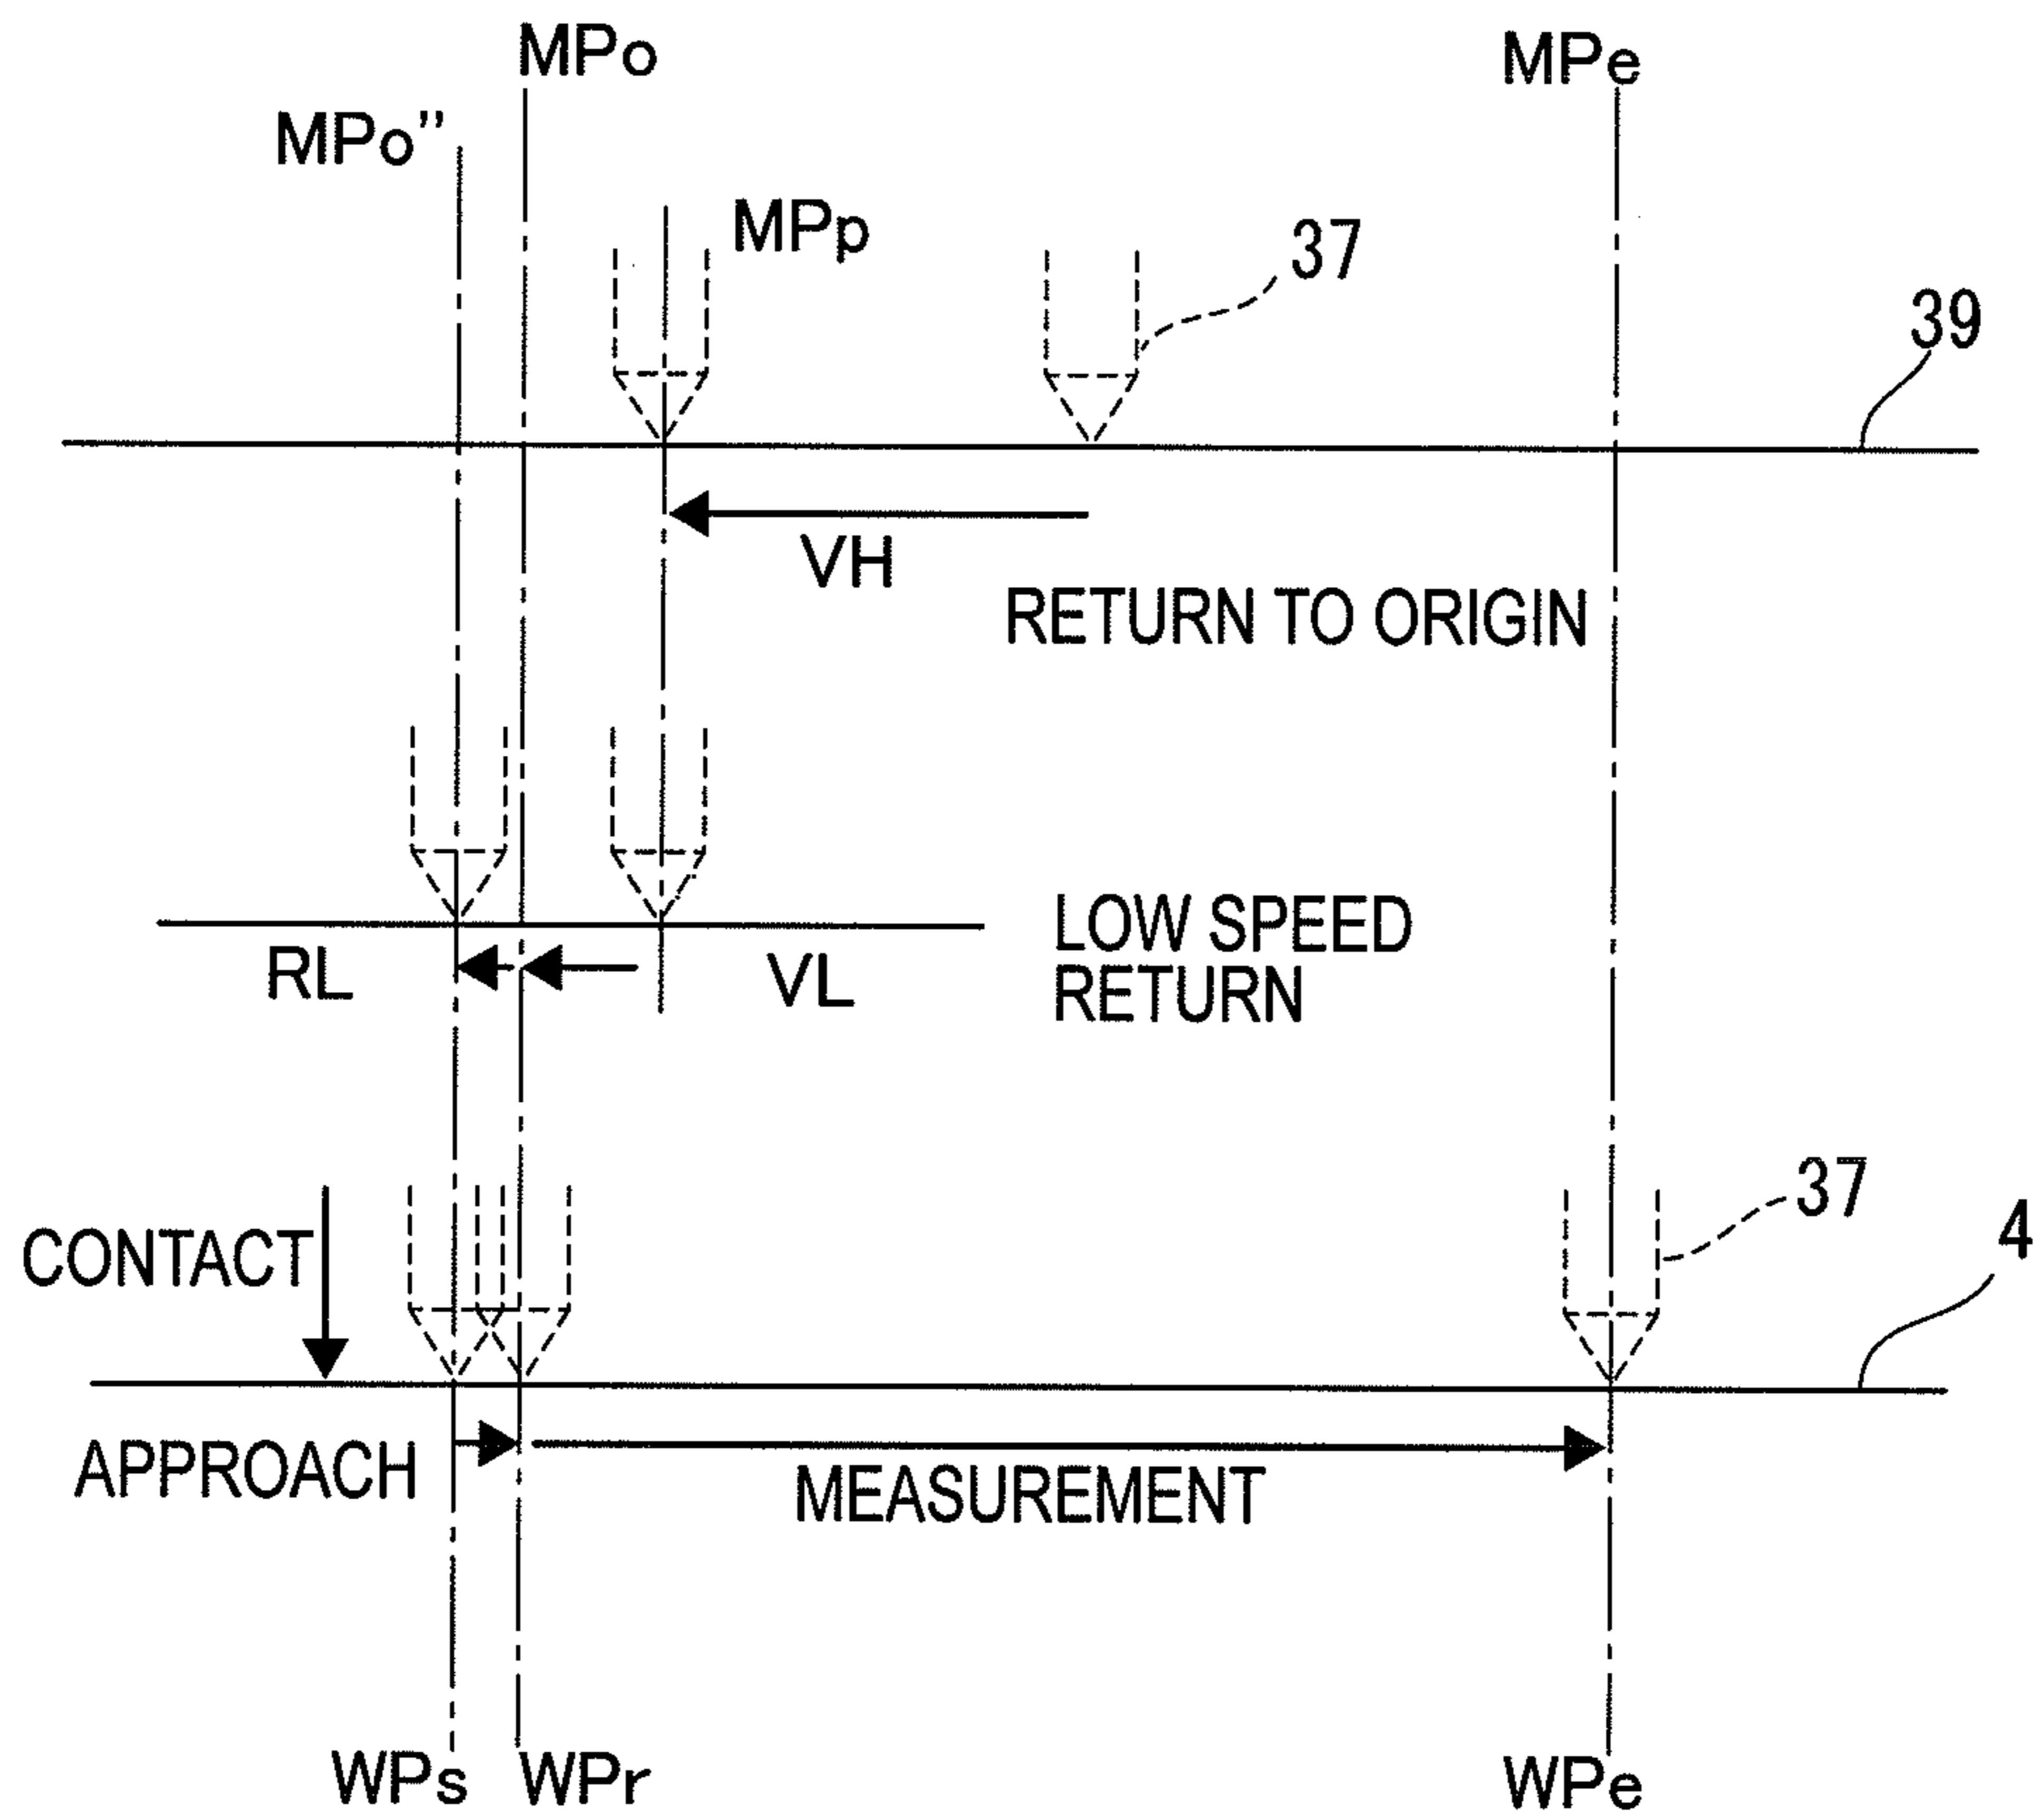 MPo
MPe
MPo"
MPp
37
39
VH
RETURN TO ORIGIN
LOW SPEED
RETURN
RL
VL
37
4
CONTACT
APPROACH
MEASUREMENT
WPs
WPr
WPe